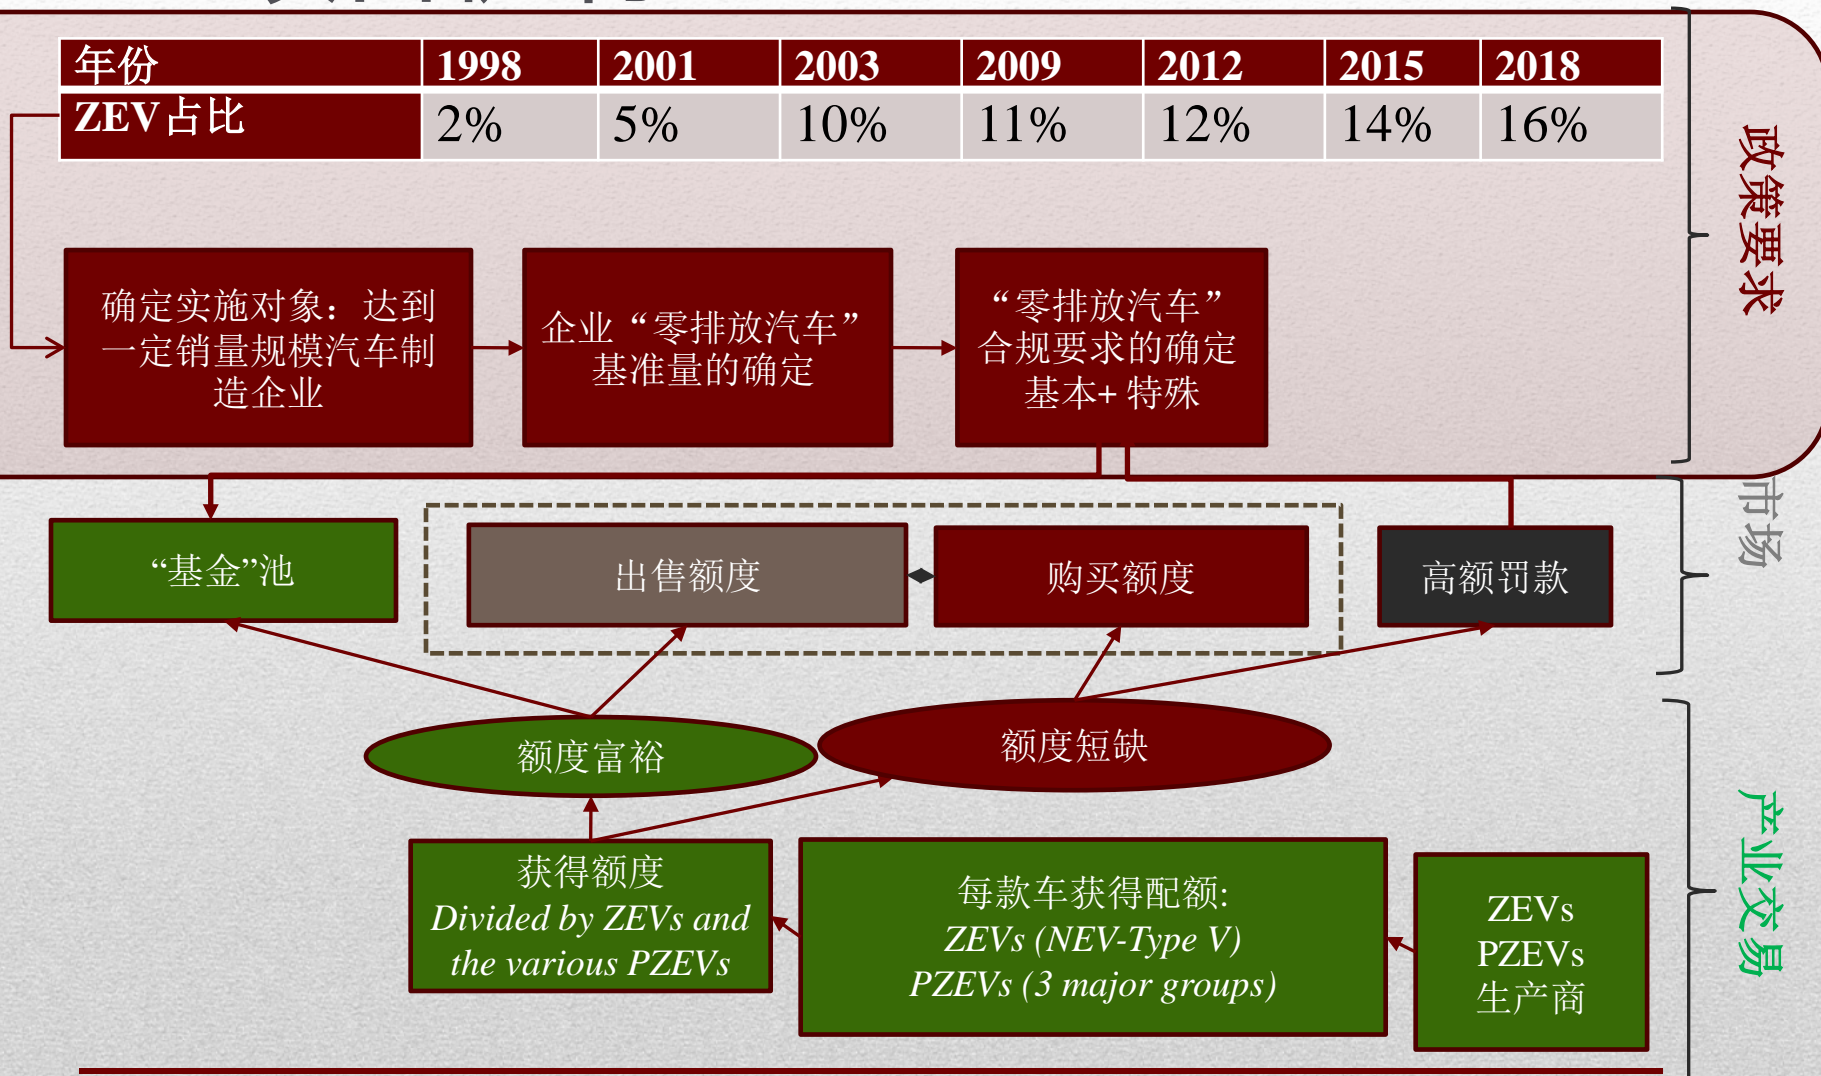 年份 1998 2001 2003 2009 2012 2015 2018
ZEV占比 2% 5% 10% 11% 12% 14% 16%
政策要求
确定实施对象：达到
一定销量规模汽车制
造企业
企业“零排放汽车”
基准量的确定
“零排放汽车”
合规要求的确定
基本+ 特殊
市场
“基金”池
出售额度
购买额度
高额罚款
额度富裕
额度短缺
产业交易
获得额度
Divided by ZEVs and
the various PZEVs
每款车获得配额:
ZEVs (NEV-Type V)
PZEVs (3 major groups)
ZEVs
PZEVs
生产商